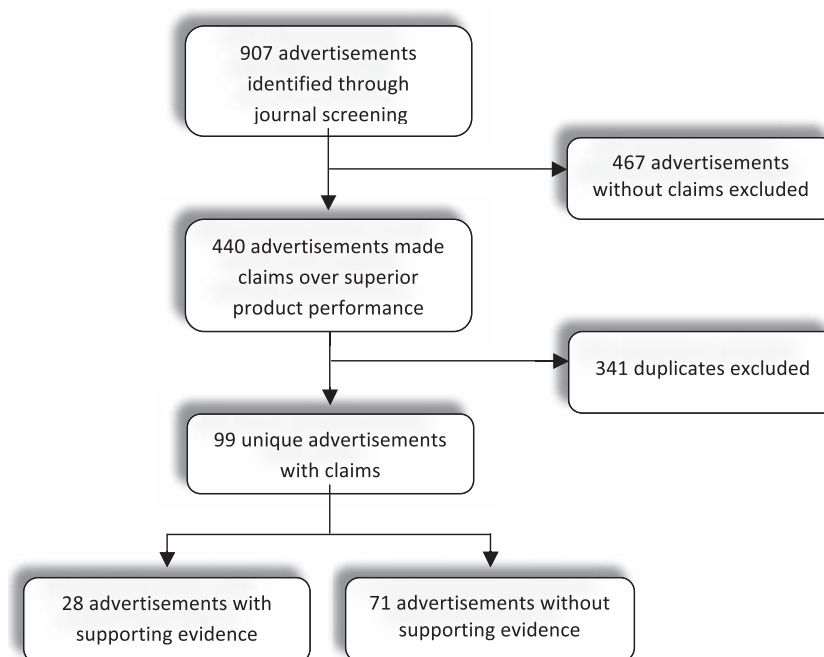 907 advertisements
identified through
journal screening
467 advertisements
without claims excluded
440 advertisements made
claims over superior
product performance
341 duplicates excluded
99 unique advertisements
with claims
28 advertisements with
supporting evidence
71 advertisements without
supporting evidence